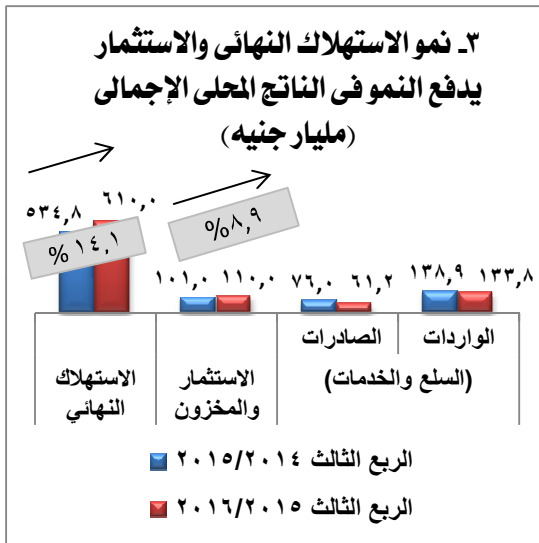 ٣ـ نمو الاستهلاك النهائى والاستثمار
يدفع النمو فى الناتج المحلى الإجمالى
(مليار جنيه)
٥٣٤,٨ ٦١٠,٠
%١٤,١
%٨,٩
١٠١,٠ ١١٠,٠
٧٦,٠ ٦١,٢
١٣٨,٩ ١٣٣,٨
الاستهلاك
النهائي
الاستثمار
والمخزون
الصادرات
الواردات
(السلع والخدمات)
الربع الثالث ٢٠١٥/٢٠١٤
الربع الثالث ٢٠١٦/٢٠١٥